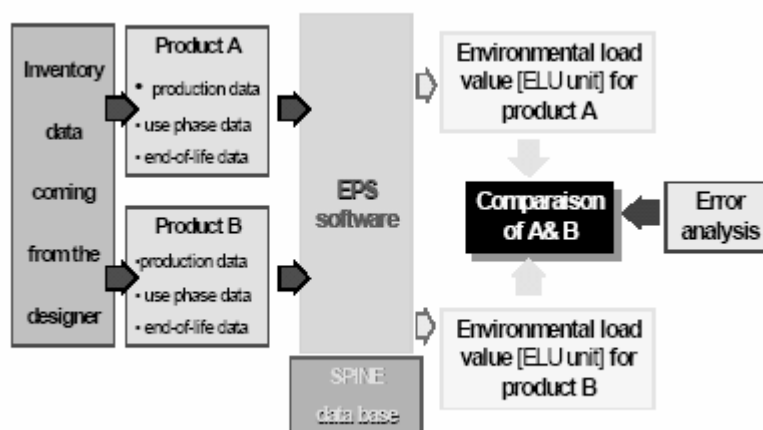 Inventory
data
coming
from the
designer
Product A
• production data
• use phase data
• end-of-life data
Product B
•production data
• use phase data
• end-of-life data
EPS
software
SPINE
data base
Environmental load
value [ELU unit] for
product A
Comparaison
of A& B
Error
analysis
Environmental load
value [ELU unit] for
product B